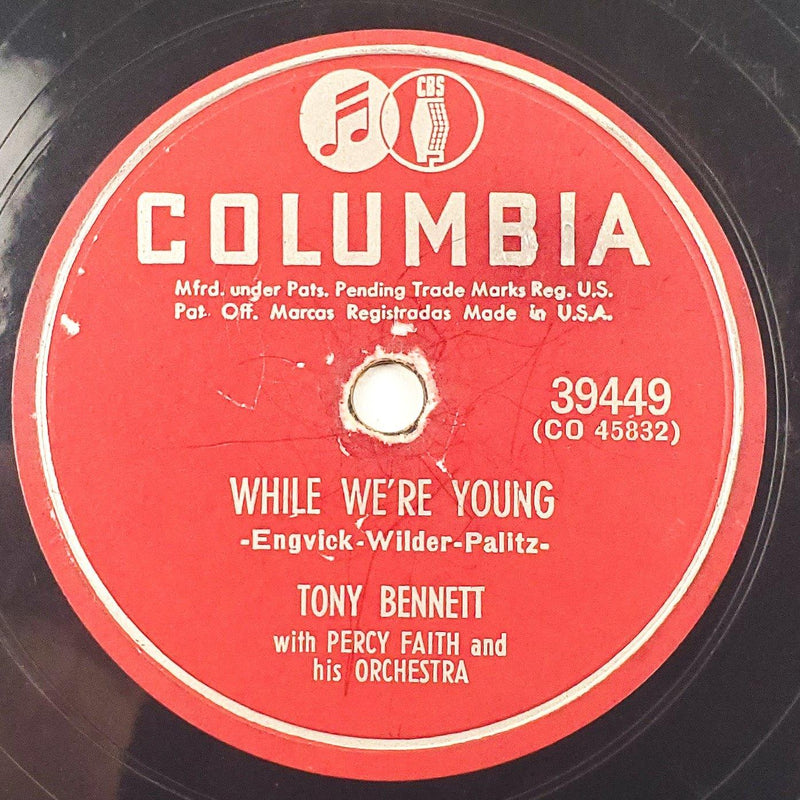 CBS
COLUMBIA
Mfrd. under Pats. Pending Trade Marks Reg. U.S.
Pat. Off. Marcas Registradas Made in U.S.A.
39449
(CO 45832)
WHILE WE'RE YOUNG
-Engvick-Wilder-Palitz-
TONY BENNETT
with PERCY FAITH and
his ORCHESTRA